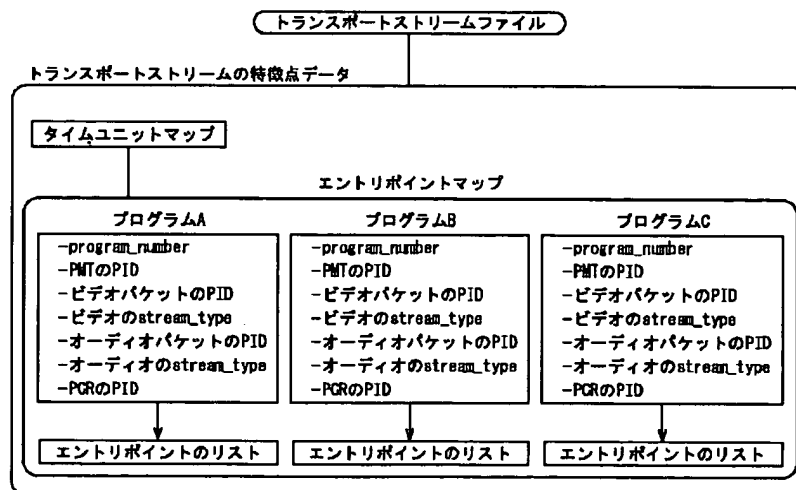 トランスポートストリームファイル
トランスポートストリームの特徴点データ
タイムユニットマップ
エントリポイントマップ
プログラムA
-program_number
-PMTのPID
-ビデオパケットのPID
-ビデオのstream_type
-オーディオパケットのPID
-オーディオのstream_type
-PCRのPID
エントリポイントのリスト
プログラムB
-program_number
-PMTのPID
-ビデオパケットのPID
-ビデオのstream_type
-オーディオパケットのPID
-オーディオのstream_type
-PCRのPID
エントリポイントのリスト
プログラムC
-program_number
-PMTのPID
-ビデオパケットのPID
-ビデオのstream_type
-オーディオパケットのPID
-オーディオのstream_type
-PCRのPID
エントリポイントのリスト